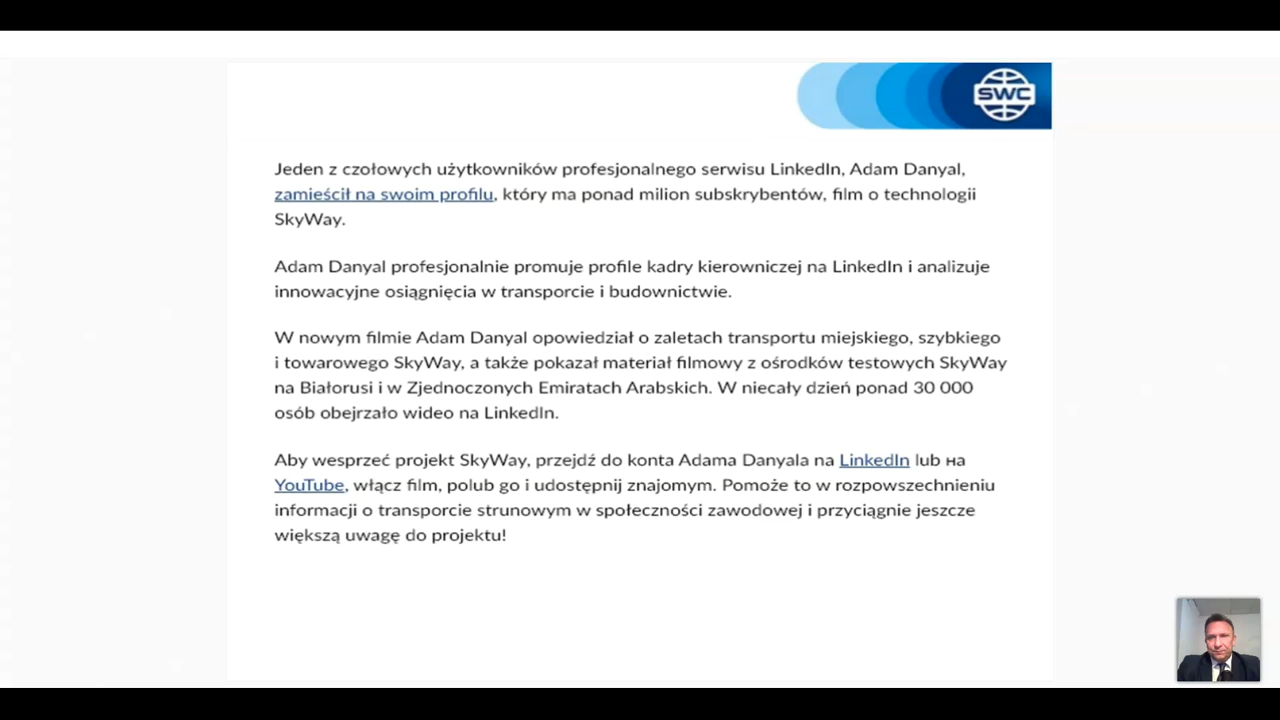 SWC
Jeden z czołowych użytkowników profesjonalnego serwisu LinkedIn, Adam Danyal,
zamieścił na swoim profilu, który ma ponad milion subskrybentów, film o technologii
SkyWay.
Adam Danyal profesjonalnie promuje profile kadry kierowniczej na LinkedIn i analizuje
innowacyjne osiągnięcia w transporcie i budownictwie.
W nowym filmie Adam Danyal opowiedział o zaletach transportu miejskiego, szybkiego
i towarowego SkyWay, a także pokazał materiał filmowy z ośrodków testowych SkyWay
na Białorusi i w Zjednoczonych Emiratach Arabskich. W niecały dzień ponad 30 000
osób obejrzało wideo na LinkedIn.
Aby wesprzeć projekt SkyWay, przejdź do konta Adama Danyala na LinkedIn lub на
YouTube, włącz film, polub go i udostępnij znajomym. Pomoże to w rozpowszechnieniu
informacji o transporcie strunowym w społeczności zawodowej i przyciągnie jeszcze
większą uwagę do projektu!